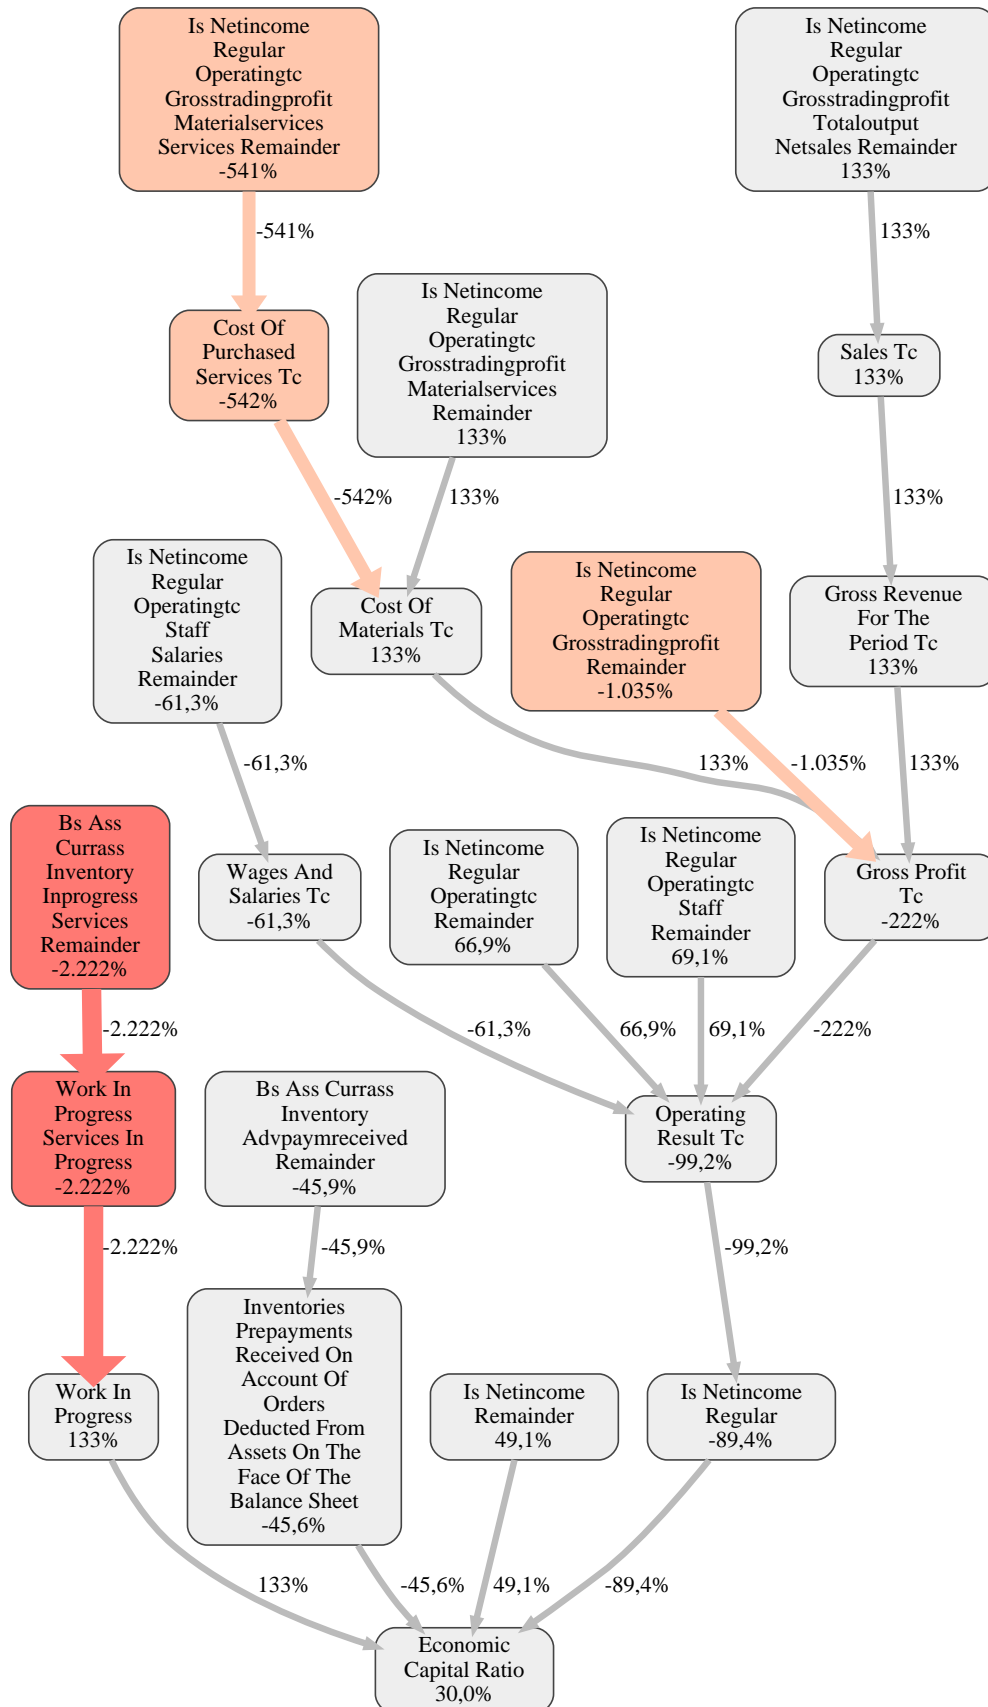 Is Netincome
Regular
Operatingtc
Grosstradingprofit
Materialservices
Services Remainder
-541%
Is Netincome
Regular
Operatingtc
Grosstradingprofit
Totaloutput
Netsales Remainder
133%
-541%
133%
Is Netincome
Regular
Operatingtc
Grosstradingprofit
Materialservices
Remainder
133%
Cost Of
Purchased
Services Tc
-542%
Sales Tc
133%
-542%
133%
133%
Is Netincome
Regular
Operatingtc
Staff
Salaries
Remainder
-61,3%
Cost Of
Materials Tc
133%
Is Netincome
Regular
Operatingtc
Grosstradingprofit
Remainder
-1.035%
Gross Revenue
For The
Period Tc
133%
-61,3%
133%
-1.035%
133%
Bs Ass
Currass
Inventory
Inprogress
Services
Remainder
-2.222%
Wages And
Salaries Tc
-61,3%
Is Netincome
Regular
Operatingtc
Remainder
66,9%
Is Netincome
Regular
Operatingtc
Staff
Remainder
69,1%
Gross Profit
Tc
-222%
-2.222%
-61,3%
66,9%
69,1%
-222%
Work In
Progress
Services In
Progress
-2.222%
Bs Ass Currass
Inventory
Advpaymreceived
Remainder
-45,9%
Operating
Result Tc
-99,2%
-2.222%
-45,9%
-99,2%
Inventories
Prepayments
Received On
Account Of
Orders
Deducted From
Assets On The
Face Of The
Balance Sheet
-45,6%
Work In
Progress
133%
Is Netincome
Remainder
49,1%
Is Netincome
Regular
-89,4%
133%
-45,6%
49,1%
-89,4%
Economic
Capital Ratio
30,0%